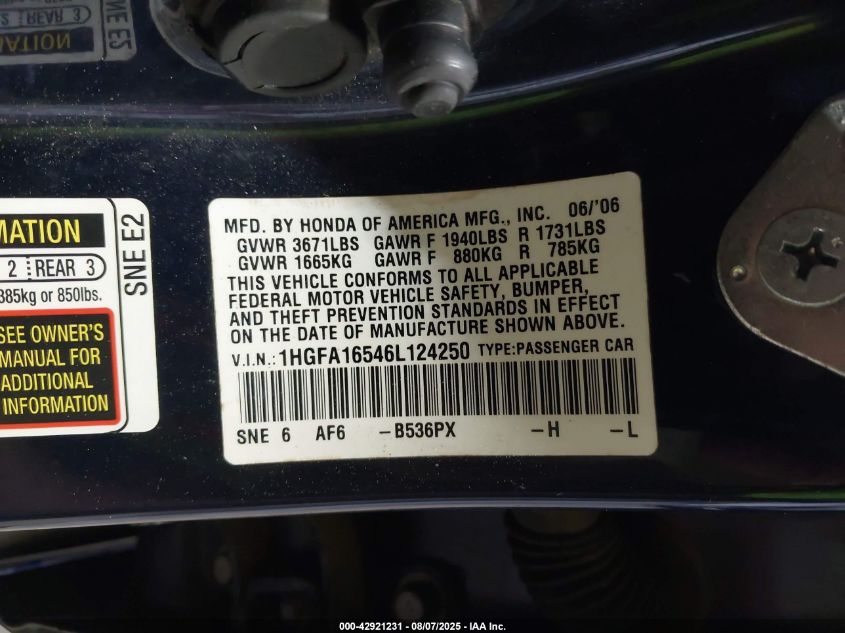 MATION
2 REAR 3
385kg or 850lbs.
SEE OWNER'S
MANUAL FOR
ADDITIONAL
INFORMATION
SNE E2
MFD. BY HONDA OF AMERICA MFG., INC. 06/'06
GVWR 3671LBS GAWR F 1940LBS R 1731LBS
GVWR 1665KG GAWR F 880KG R 785KG
THIS VEHICLE CONFORMS TO ALL APPLICABLE
FEDERAL MOTOR VEHICLE SAFETY, BUMPER,
AND THEFT PREVENTION STANDARDS IN EFFECT
ON THE DATE OF MANUFACTURE SHOWN ABOVE.
V.I.N.: 1HGFA16546L124250 TYPE:PASSENGER CAR
SNE 6 AF6 -B536PX -H -L
000-42921231 - 08/07/2025 - IAA Inc.